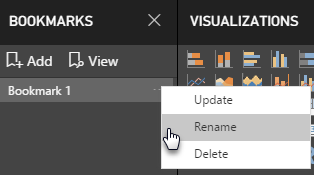 BOOKMARKS
VISUALIZATIONS
Add View
Bookmark 1
Update
Rename
Delete